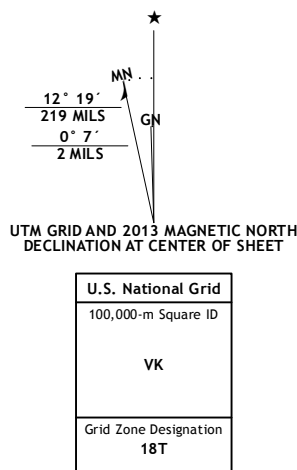 ★
MN
GN
12° 19´
219 MILS
0° 7´
2 MILS
UTM GRID AND 2013 MAGNETIC NORTH
DECLINATION AT CENTER OF SHEET
U.S. National Grid
100,000-m Square ID
VK
Grid Zone Designation
18T